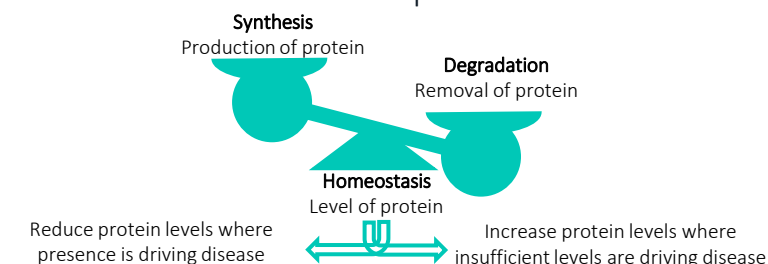 Synthesis
Production of protein
Degradation
Removal of protein
Homeostasis
Level of protein
Reduce protein levels where
presence is driving disease
Increase protein levels where
insufficient levels are driving disease